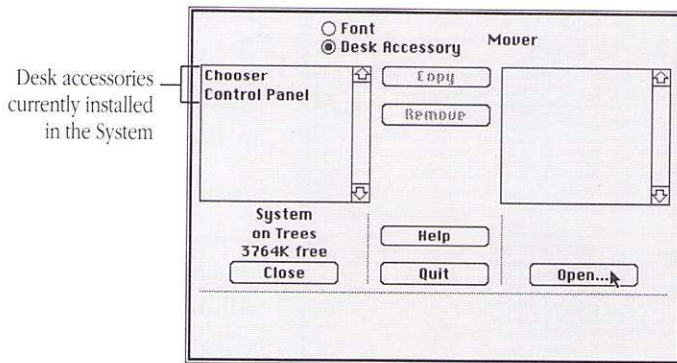 Font
Desk Accessory
Mover
Desk accessories
currently installed
in the System
Chooser
Control Panel
Copy
Remove
System
on Trees
3764K free
Close
Help
Quit
Open...